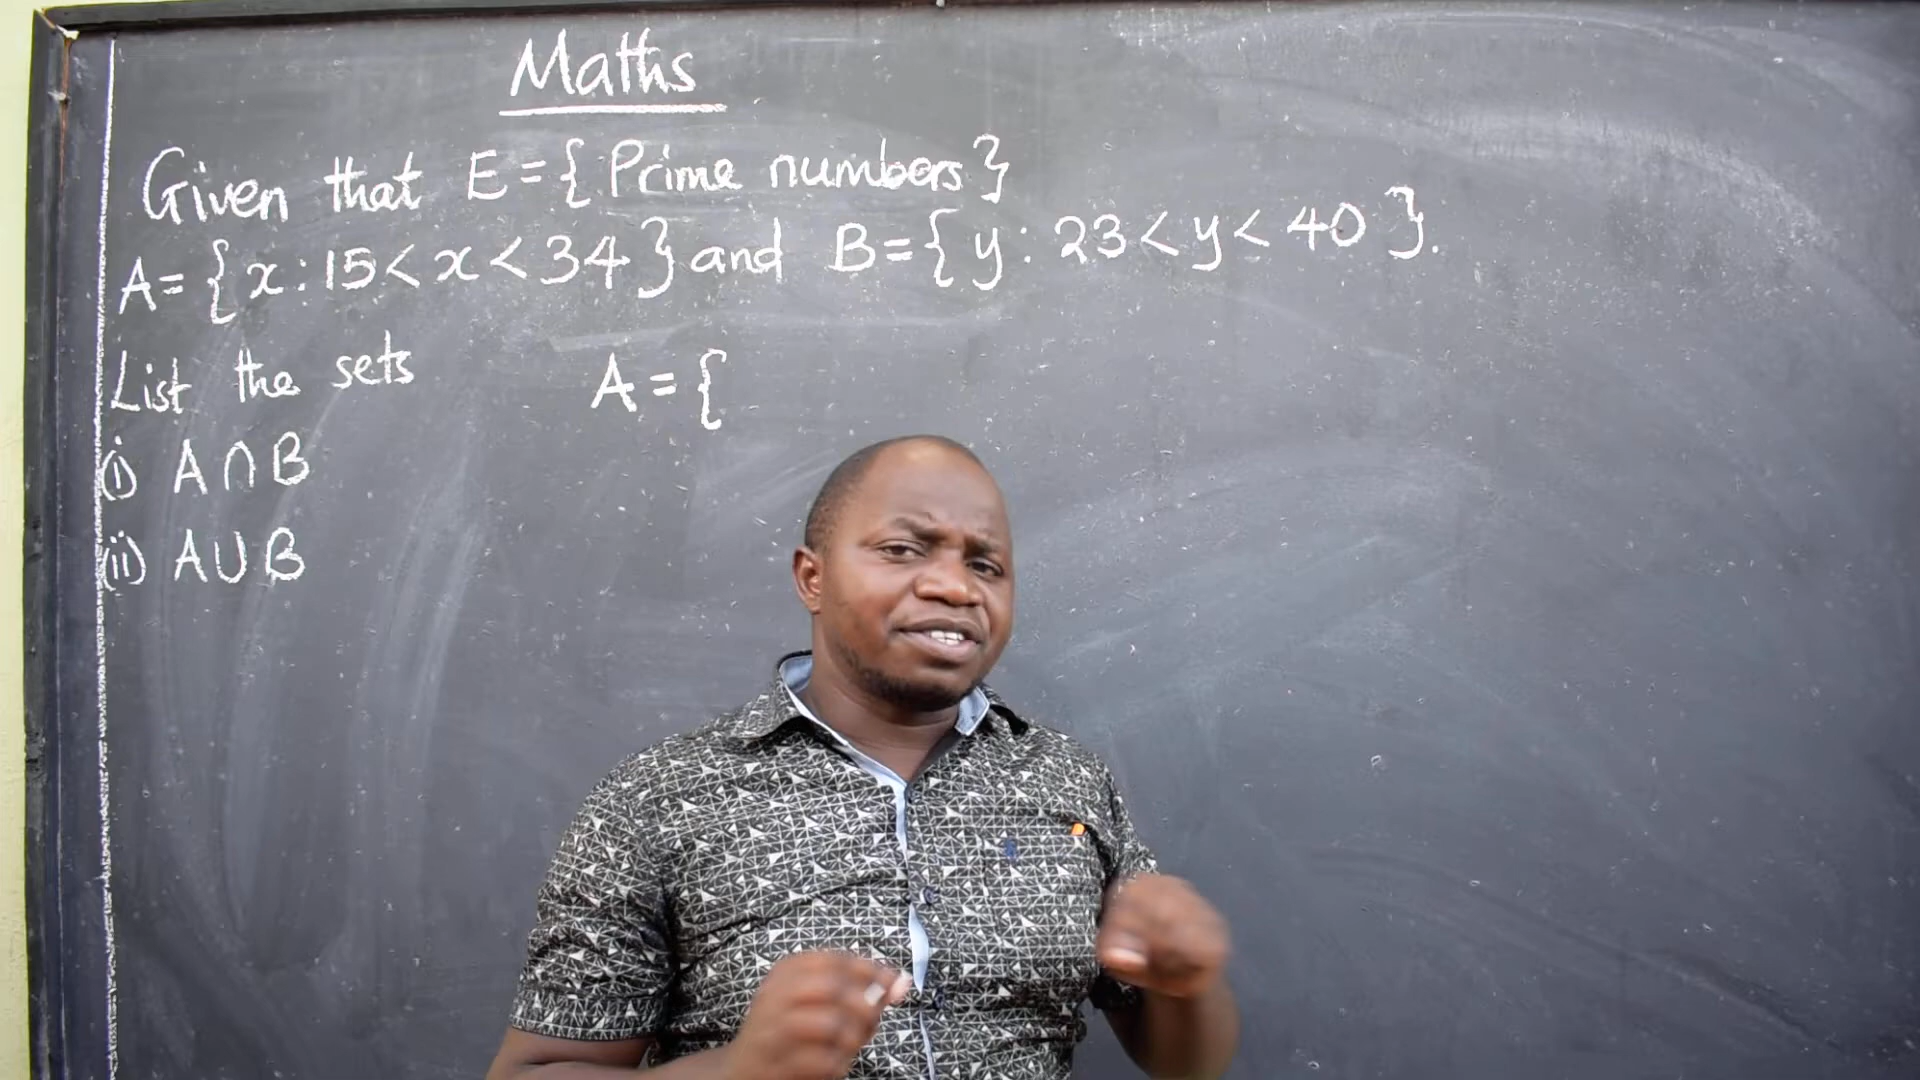 Maths
Given that E={Prime numbers}
A={x:15<x<34} and B={y:23<y<40}.
List the sets
A={
(i) A∩B
(ii) A∪B